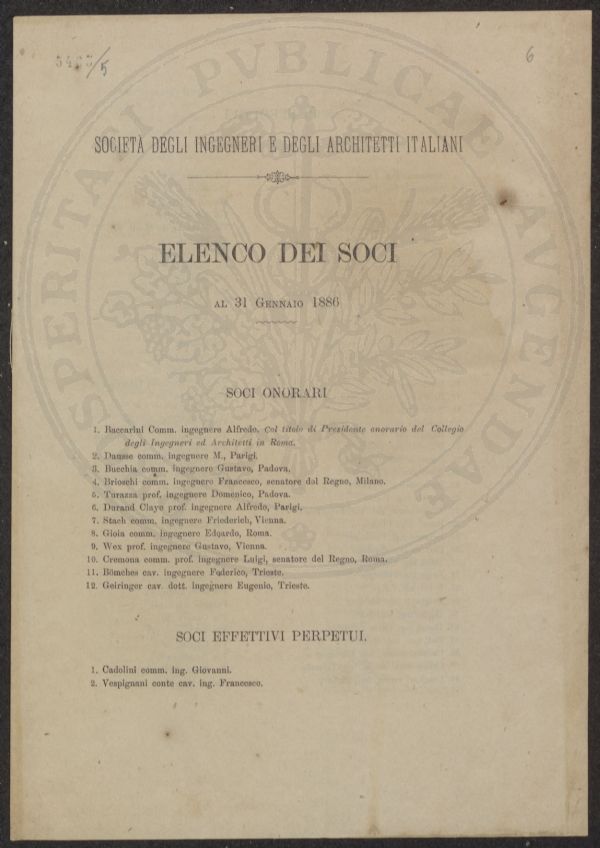 5465/5
6
SOCIETÀ DEGLI INGEGNERI E DEGLI ARCHITETTI ITALIANI
ELENCO DEI SOCI
AL 31 GENNAIO 1886
SOCI ONORARI
1. Baccarini Comm. ingegnere Alfredo. Col titolo di Presidente onorario del Collegio
degli Ingegneri ed Architetti in Roma.
2. Dausse comm. ingegnere M., Parigi.
3. Bucchia comm. ingegnere Gustavo, Padova.
4. Brioschi comm. ingegnere Francesco, senatore del Regno, Milano.
5. Turazza prof. ingegnere Domenico, Padova.
6. Durand Claye prof. ingegnere Alfredo, Parigi.
7. Stach comm. ingegnere Friederich, Vienna.
8. Gioia comm. ingegnere Edoardo, Roma.
9. Wex prof. ingegnere Gustavo, Vienna.
10. Cremona comm. prof. ingegnere Luigi, senatore del Regno, Roma.
11. Bömches cav. ingegnere Federico, Trieste.
12. Geiringer cav. dott. ingegnere Eugenio, Trieste.
SOCI EFFETTIVI PERPETUI.
1. Cadolini comm. ing. Giovanni.
2. Vespignani conte cav. ing. Francesco.
SPERITATI PVBLICAE AVGENDAE